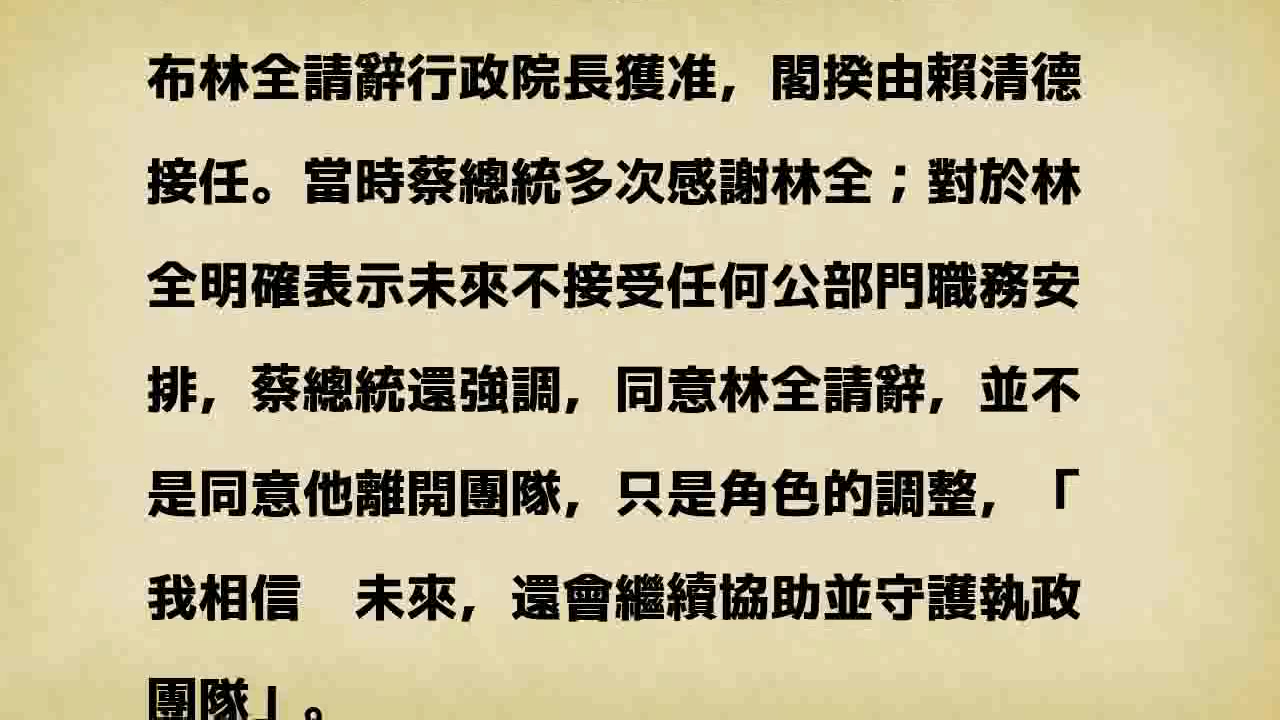 布林全請辭行政院長獲准，閣揆由賴清德
接任。當時蔡總統多次感謝林全；對於林
全明確表示未來不接受任何公部門職務安
排，蔡總統還強調，同意林全請辭，並不
是同意他離開團隊，只是角色的調整，「
我相信　未來，還會繼續協助並守護執政
團隊」。